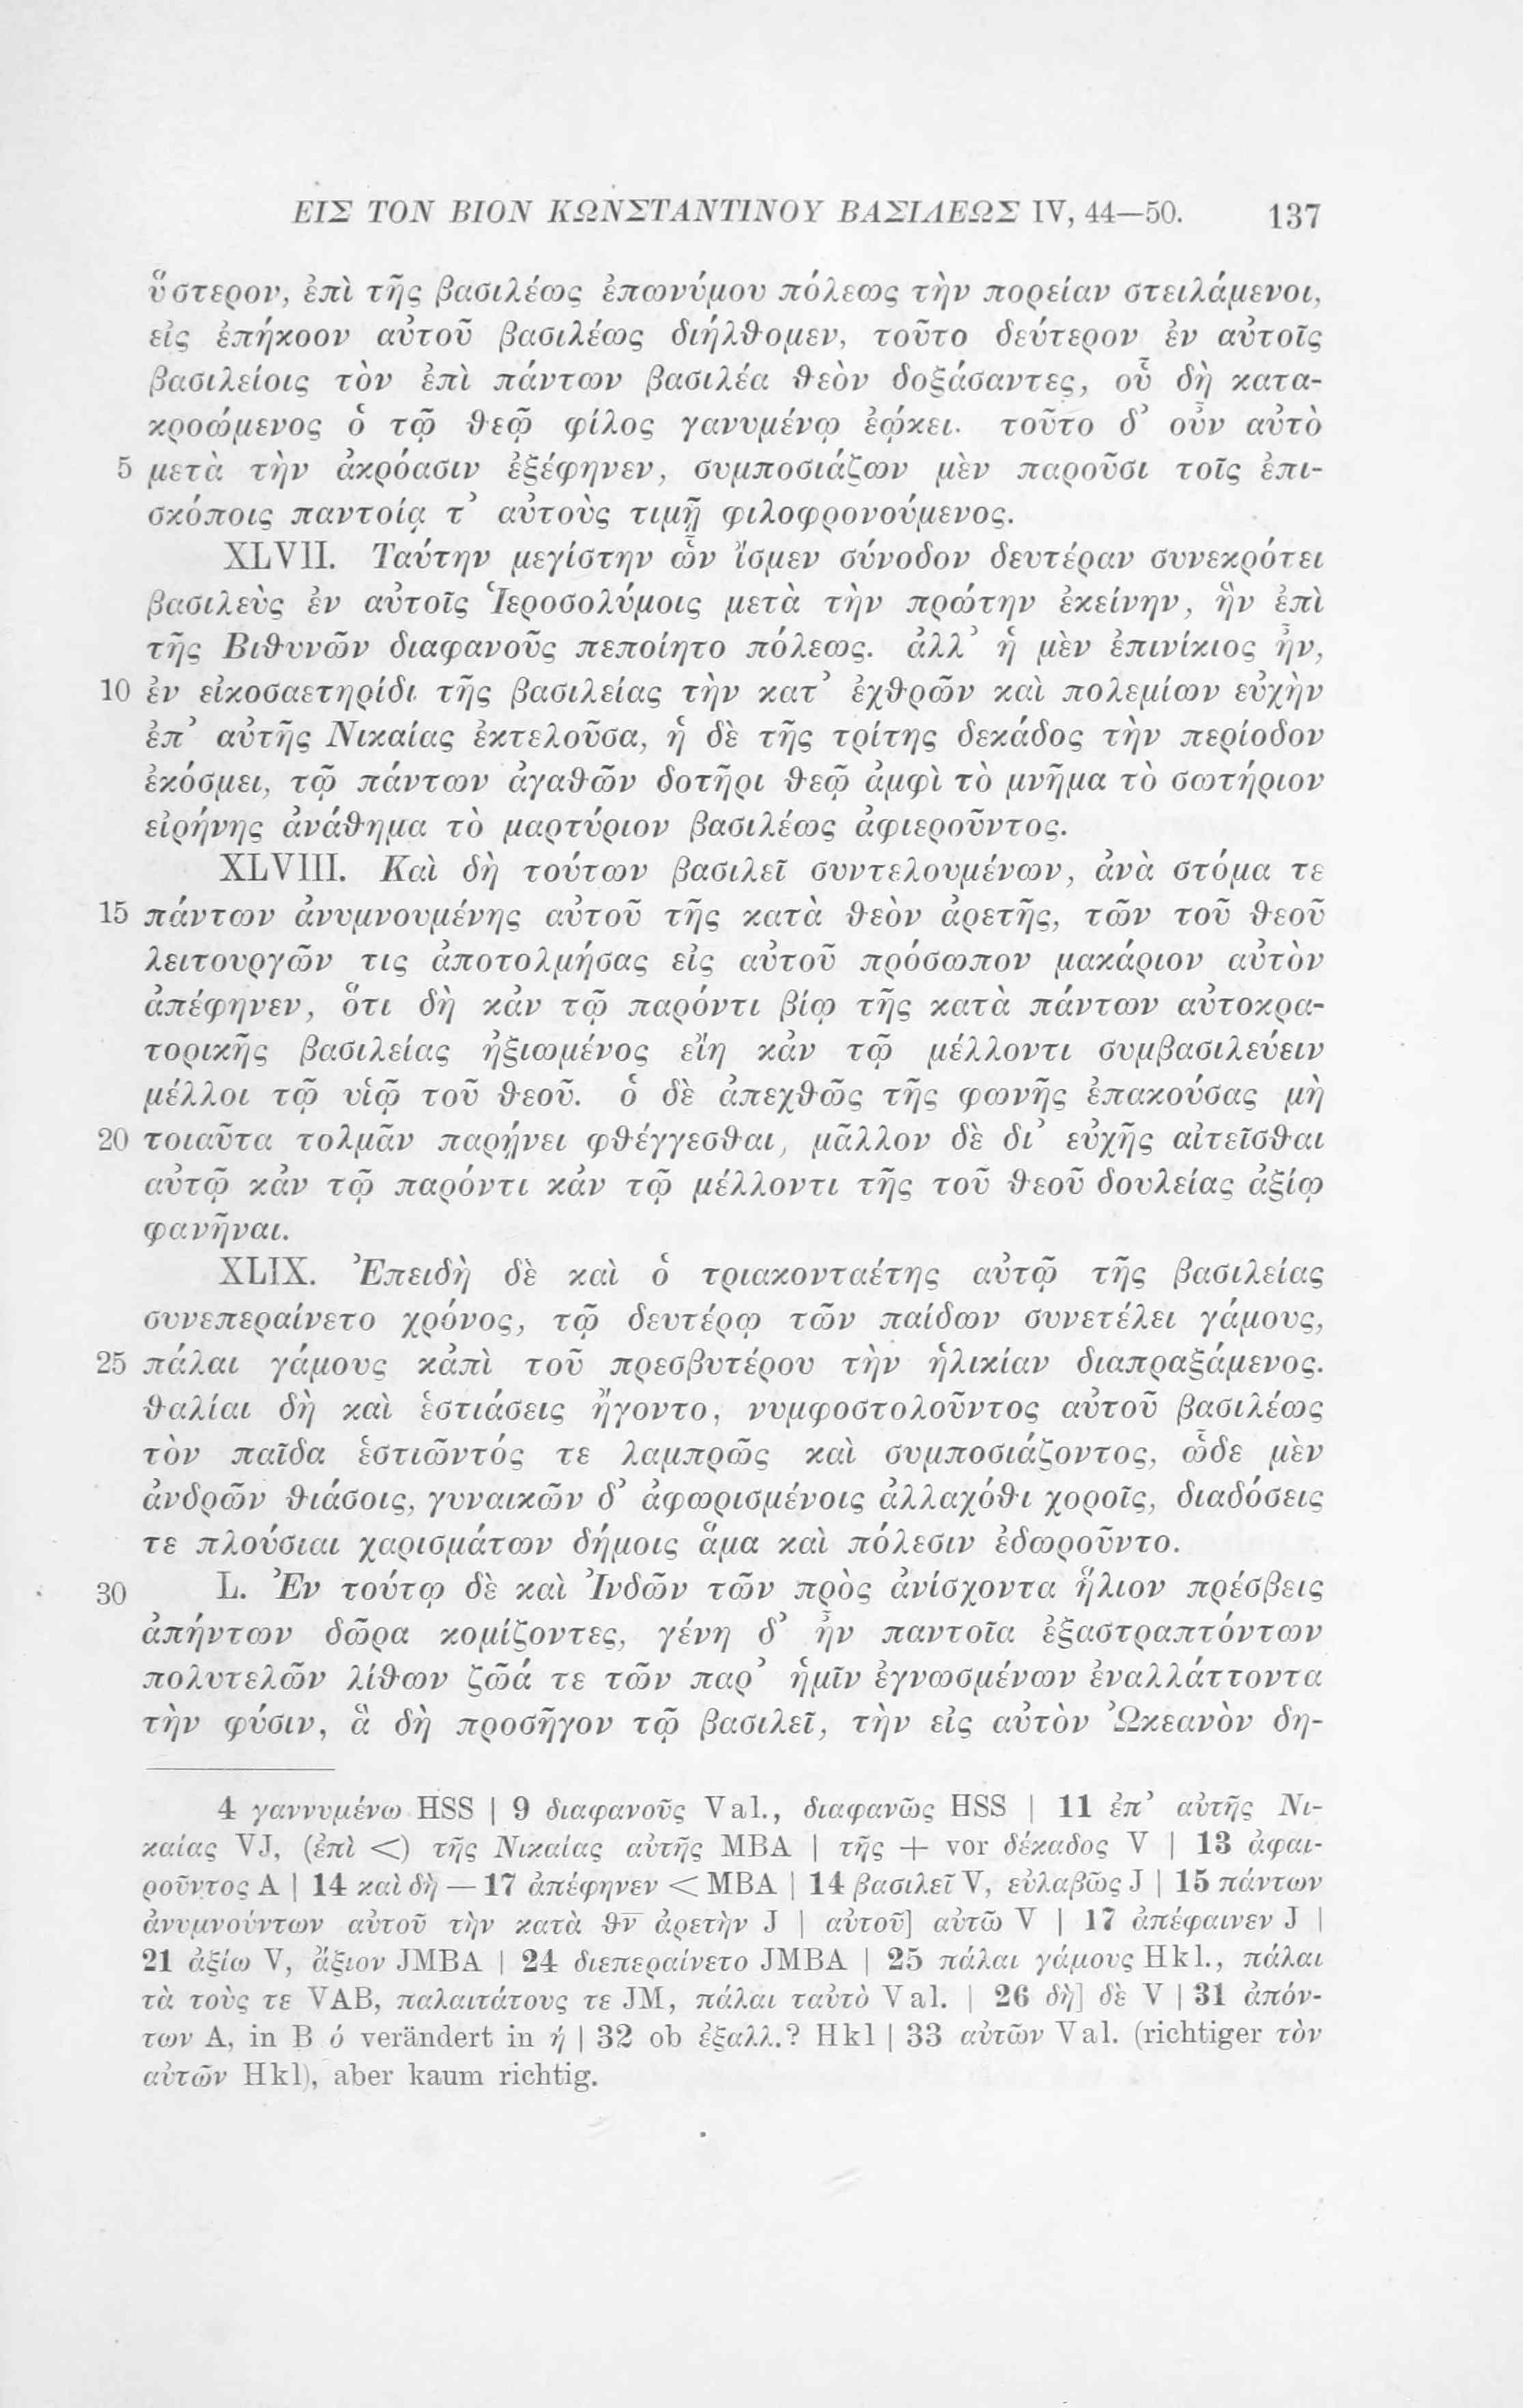 ΕΙΣ ΤΟΝ ΒΙΟΝ ΚΩΝΣΤΑΝΤΙΝΟΥ ΒΑΣΙΛΕΩΣ IV, 44—50. 137
ὕστερον, ἐπὶ τῆς βασιλέως ἐπωνύμου πόλεως τὴν πορείαν στειλάμενοι,
εἰς ἐπήκοον αὐτοῦ βασιλέως διήλθομεν, τοῦτο δεύτερον ἐν αὐτοῖς
βασιλείοις τὸν ἐπὶ πάντων βασιλέα θεὸν δοξάσαντες, οὗ δὴ κατα-
κροώμενος ὁ τῷ θεῷ φίλος γανυμένῳ ἐῴκει. τοῦτο δ’ οὖν αὐτὸ
5 μετὰ τὴν ἀκρόασιν ἐξέφηνεν, συμποσιάζων μὲν παροῦσι τοῖς ἐπι-
σκόποις παντοίᾳ τ’ αὐτοὺς τιμῇ φιλοφρονούμενος.
XLVII. Ταύτην μεγίστην ὧν ἴσμεν σύνοδον δευτέραν συνεκρότει
βασιλεὺς ἐν αὐτοῖς Ἱεροσολύμοις μετὰ τὴν πρώτην ἐκείνην, ἣν ἐπὶ
τῆς Βιθυνῶν διαφανοῦς πεποίητο πόλεως. ἀλλ’ ἡ μὲν ἐπινίκιος ἦν,
10 ἐν εἰκοσαετηρίδι τῆς βασιλείας τὴν κατ’ ἐχθρῶν καὶ πολεμίων εὐχὴν
ἐπ’ αὐτῆς Νικαίας ἐκτελοῦσα, ἡ δὲ τῆς τρίτης δεκάδος τὴν περίοδον
ἐκόσμει, τῷ πάντων ἀγαθῶν δοτῆρι θεῷ ἀμφὶ τὸ μνῆμα τὸ σωτήριον
εἰρήνης ἀνάθημα τὸ μαρτύριον βασιλέως ἀφιεροῦντος.
XLVIII. Καὶ δὴ τούτων βασιλεῖ συντελουμένων, ἀνὰ στόμα τε
15 πάντων ἀνυμνουμένης αὐτοῦ τῆς κατὰ θεὸν ἀρετῆς, τῶν τοῦ θεοῦ
λειτουργῶν τις ἀποτολμήσας εἰς αὐτοῦ πρόσωπον μακάριον αὐτὸν
ἀπέφηνεν, ὅτι δὴ κἀν τῷ παρόντι βίῳ τῆς κατὰ πάντων αὐτοκρα-
τορικῆς βασιλείας ἠξιωμένος εἴη κἀν τῷ μέλλοντι συμβασιλεύειν
μέλλοι τῷ υἱῷ τοῦ θεοῦ. ὁ δὲ ἀπεχθῶς τῆς φωνῆς ἐπακούσας μὴ
20 τοιαῦτα τολμᾶν παρῄνει φθέγγεσθαι, μᾶλλον δὲ δι’ εὐχῆς αἰτεῖσθαι
αὐτῷ κἀν τῷ παρόντι κἀν τῷ μέλλοντι τῆς τοῦ θεοῦ δουλείας ἀξίῳ
φανῆναι.
XLIX. Ἐπειδὴ δὲ καὶ ὁ τριακονταέτης αὐτῷ τῆς βασιλείας
συνεπεραίνετο χρόνος, τῷ δευτέρῳ τῶν παίδων συνετέλει γάμους,
25 πάλαι γάμους κἀπὶ τοῦ πρεσβυτέρου τὴν ἡλικίαν διαπραξάμενος.
θαλίαι δὴ καὶ ἑστιάσεις ἤγοντο, νυμφοστολοῦντος αὐτοῦ βασιλέως
τὸν παῖδα ἑστιῶντός τε λαμπρῶς καὶ συμποσιάζοντος, ὧδε μὲν
ἀνδρῶν θιάσοις, γυναικῶν δ’ ἀφωρισμένοις ἀλλαχόθι χοροῖς, διαδόσεις
τε πλούσιαι χαρισμάτων δήμοις ἅμα καὶ πόλεσιν ἐδωροῦντο.
30 L. Ἐν τούτῳ δὲ καὶ Ἰνδῶν τῶν πρὸς ἀνίσχοντα ἥλιον πρέσβεις
ἀπήντων δῶρα κομίζοντες, γένη δ’ ἦν παντοῖα ἐξαστραπτόντων
πολυτελῶν λίθων ζῶά τε τῶν παρ’ ἡμῖν ἐγνωσμένων ἐναλλάττοντα
τὴν φύσιν, ἃ δὴ προσῆγον τῷ βασιλεῖ, τὴν εἰς αὐτὸν Ὠκεανὸν δη-
4 γαννυμένω HSS | 9 διαφανοῦς Val., διαφανῶς HSS | 11 ἐπ’ αὐτῆς Νι-
καίας VJ, (ἐπὶ <) τῆς Νικαίας αὐτῆς MBA | τῆς + vor δέκαδος V | 13 ἀφαι-
ροῦντος A | 14 καὶ δὴ — 17 ἀπέφηνεν < MBA | 14 βασιλεῖ V, εὐλαβῶς J | 15 πάντων
ἀνυμνούντων αὐτοῦ τὴν κατὰ θν̅ ἀρετὴν J | αὐτοῦ] αὐτῶ V | 17 ἀπέφαινεν J |
21 ἀξίω V, ἄξιον JMBA | 24 διεπεραίνετο JMBA | 25 πάλαι γάμους Hkl., πάλαι
τὰ τοὺς τε VAB, παλαιτάτους τε JM, πάλαι ταὐτὸ Val. | 26 δὴ] δὲ V | 31 ἀπόν-
των A, in B ό verändert in ή | 32 ob ἐξαλλ.? Hkl | 33 αὐτῶν Val. (richtiger τὸν
αὐτῶν Hkl), aber kaum richtig.